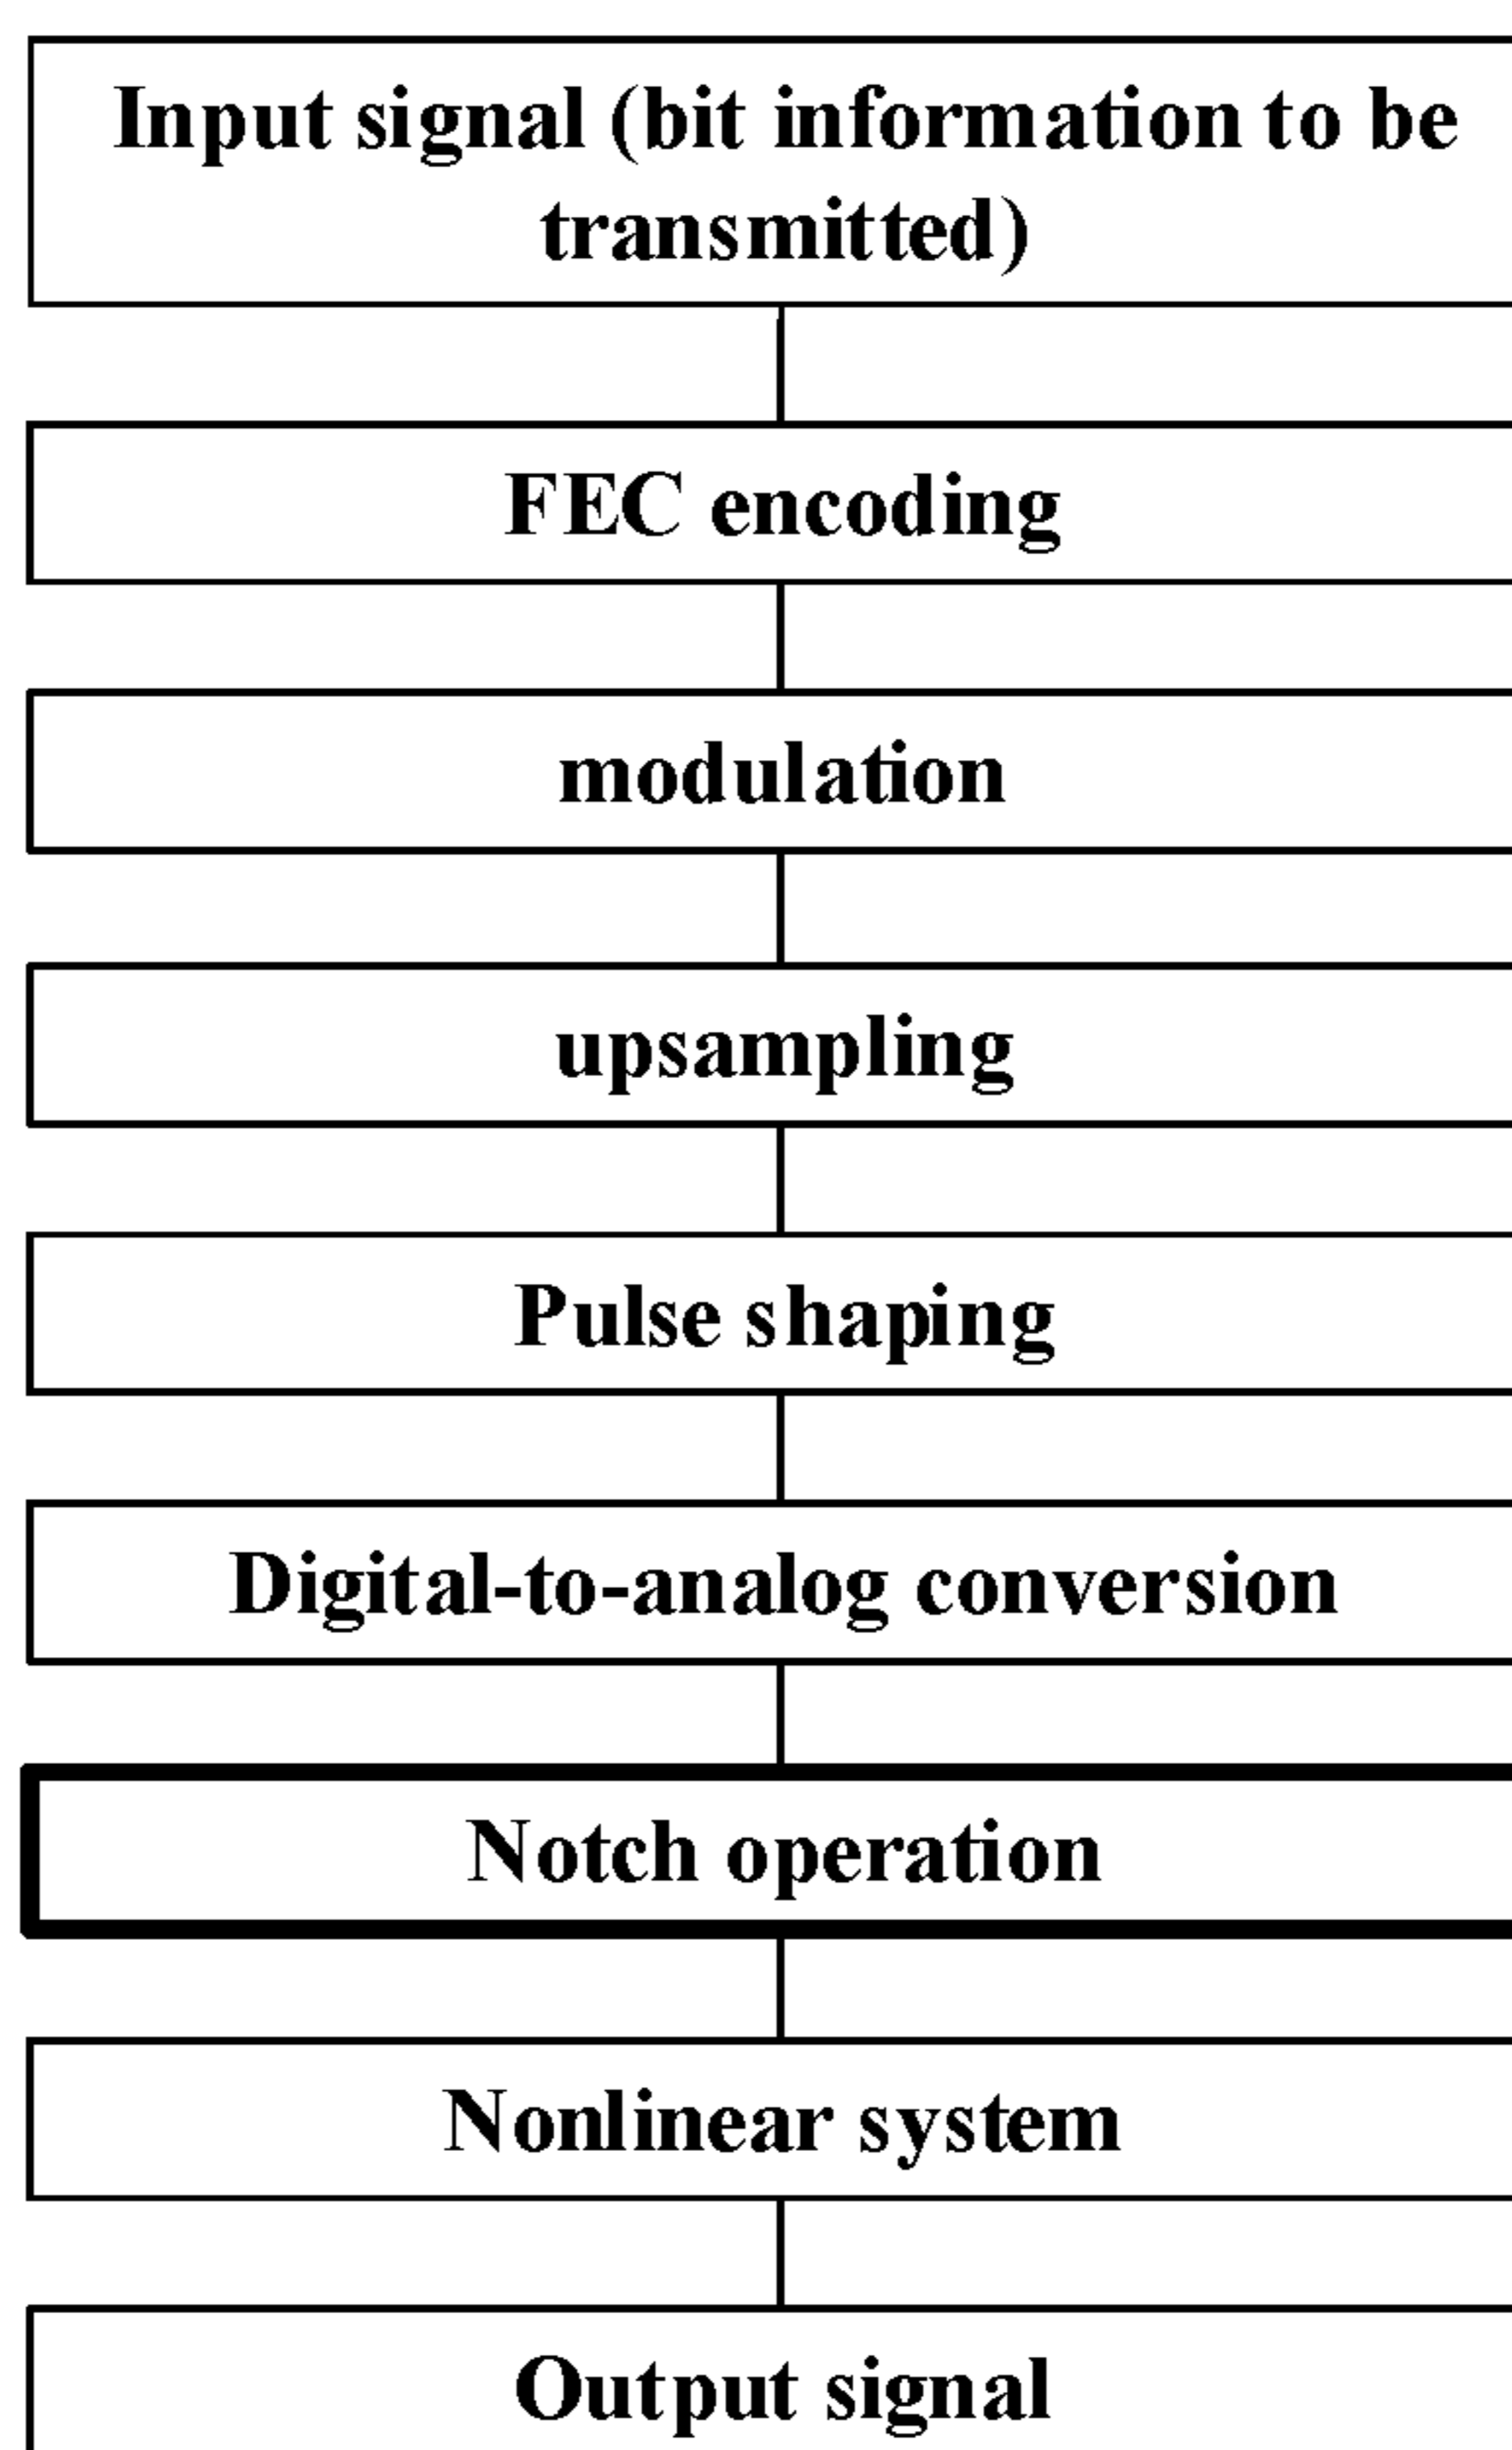 Input signal (bit information to be
transmitted)
FEC encoding
modulation
upsampling
Pulse shaping
Digital-to-analog conversion
Notch operation
Nonlinear system
Output signal